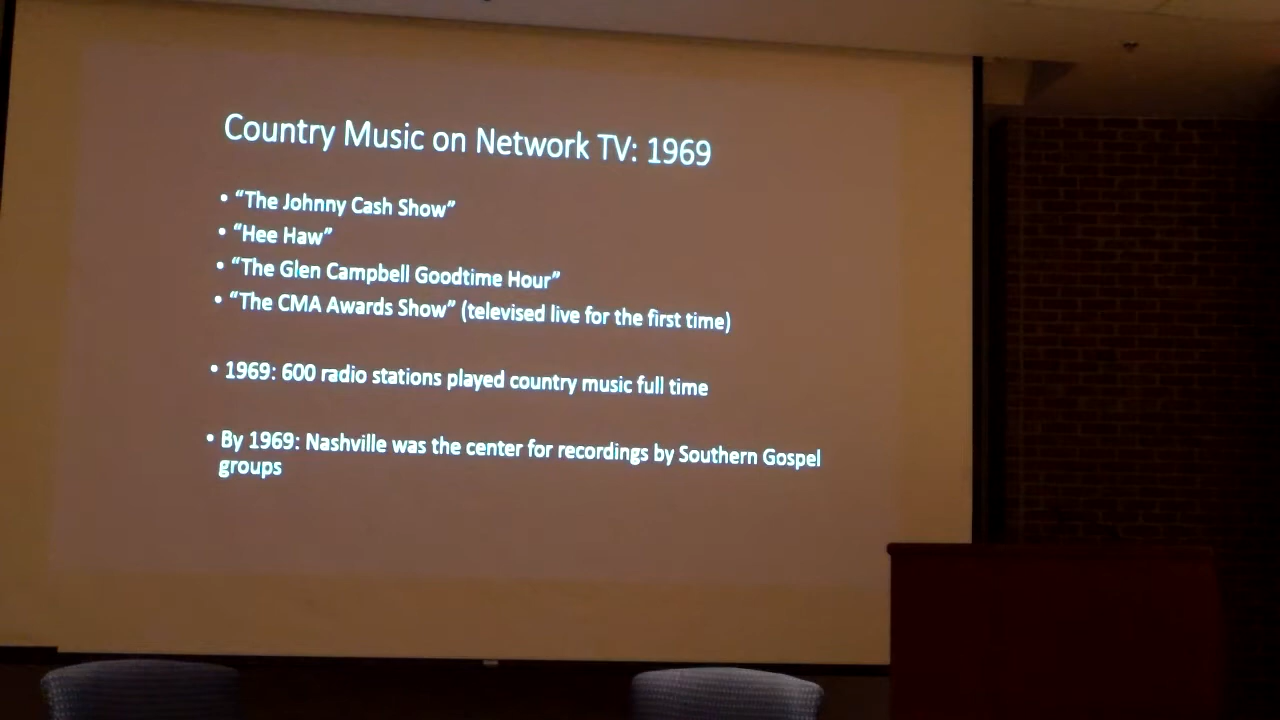 Country Music on Network TV: 1969
• “The Johnny Cash Show”
• “Hee Haw”
• “The Glen Campbell Goodtime Hour”
• “The CMA Awards Show” (televised live for the first time)
• 1969: 600 radio stations played country music full time
• By 1969: Nashville was the center for recordings by Southern Gospel
groups